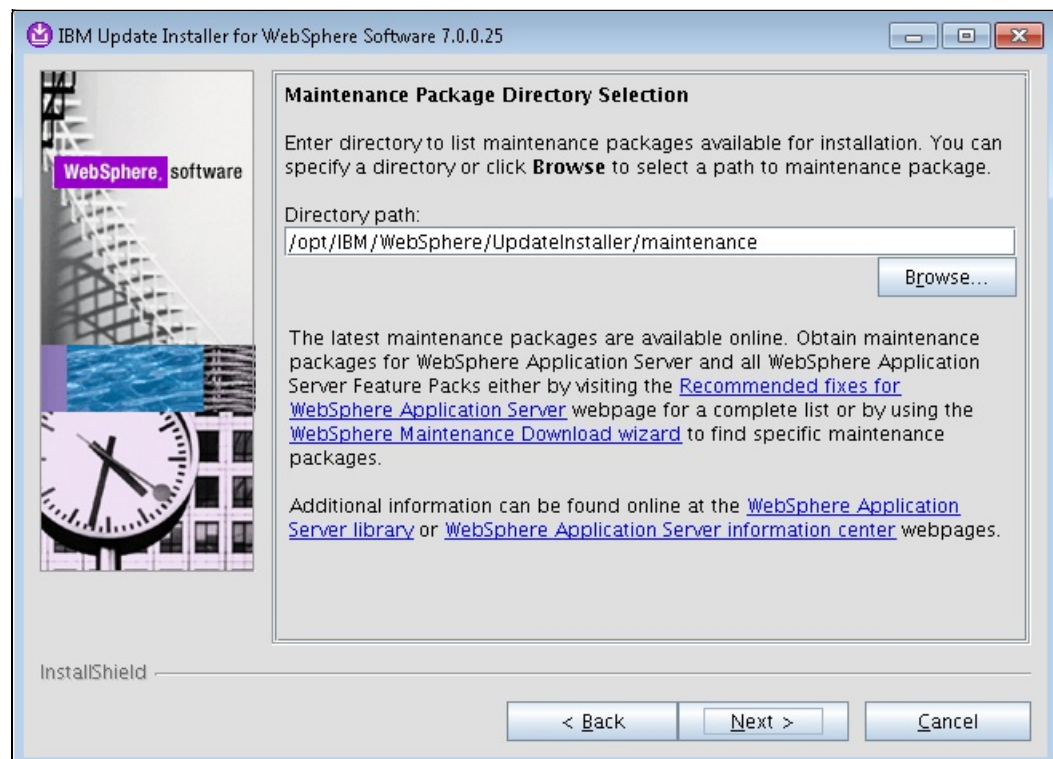 IBM Update Installer for WebSphere Software 7.0.0.25
WebSphere. software
Maintenance Package Directory Selection
Enter directory to list maintenance packages available for installation. You can
specify a directory or click Browse to select a path to maintenance package.
Directory path:
/opt/IBM/WebSphere/UpdateInstaller/maintenance
Browse...
The latest maintenance packages are available online. Obtain maintenance
packages for WebSphere Application Server and all WebSphere Application
Server Feature Packs either by visiting the Recommended fixes for
WebSphere Application Server webpage for a complete list or by using the
WebSphere Maintenance Download wizard to find specific maintenance
packages.
Additional information can be found online at the WebSphere Application
Server library or WebSphere Application Server information center webpages.
InstallShield
< Back
Next >
Cancel